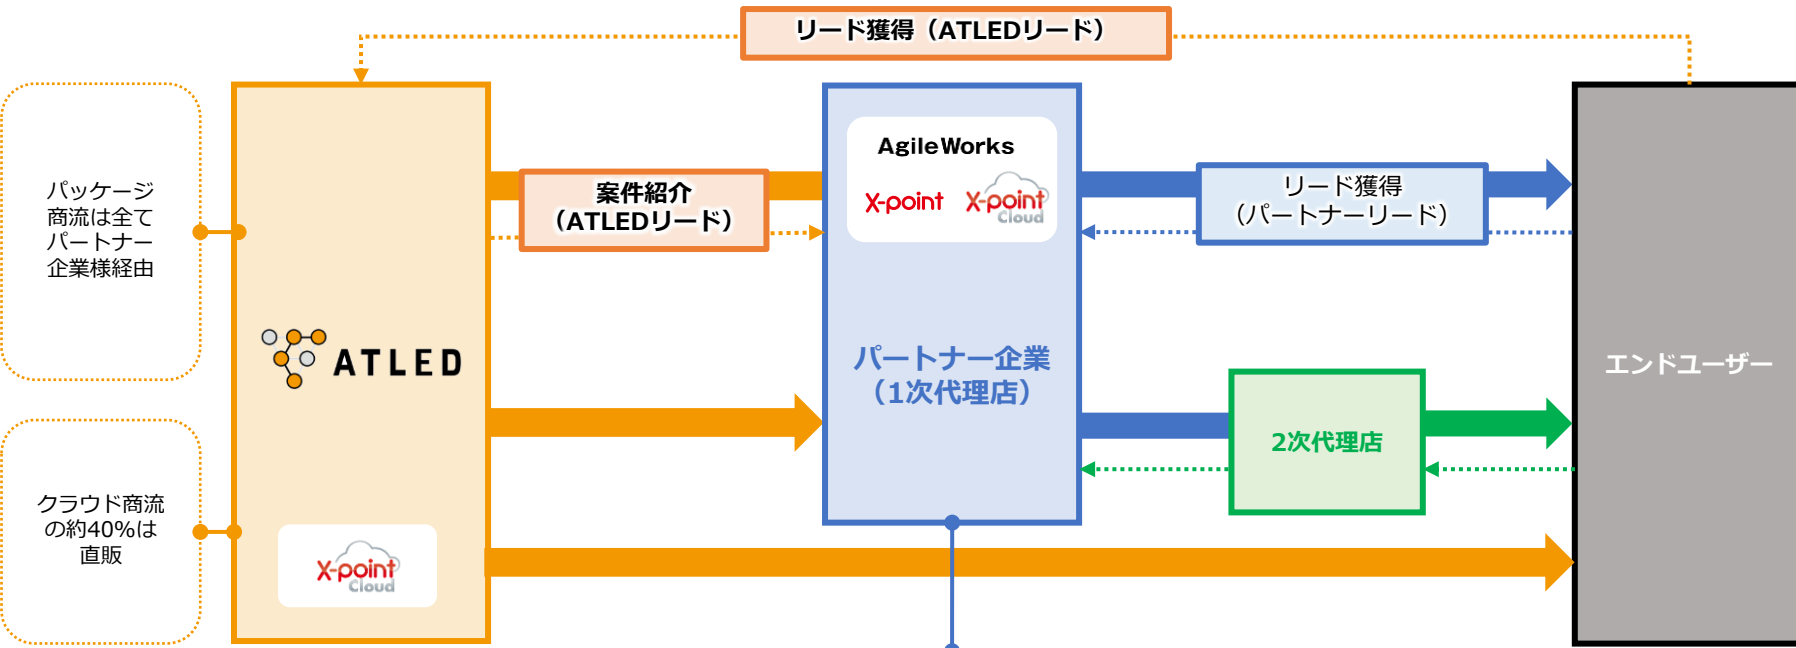 リード獲得（ATLEDリード）
パッケージ
商流は全て
パートナー
企業様経由
クラウド商流
の約40%は
直販
ATLED
X-point
Cloud
案件紹介
（ATLEDリード）
AgileWorks
X-point
X-point
Cloud
パートナー企業
（1次代理店）
リード獲得
（パートナーリード）
2次代理店
エンドユーザー